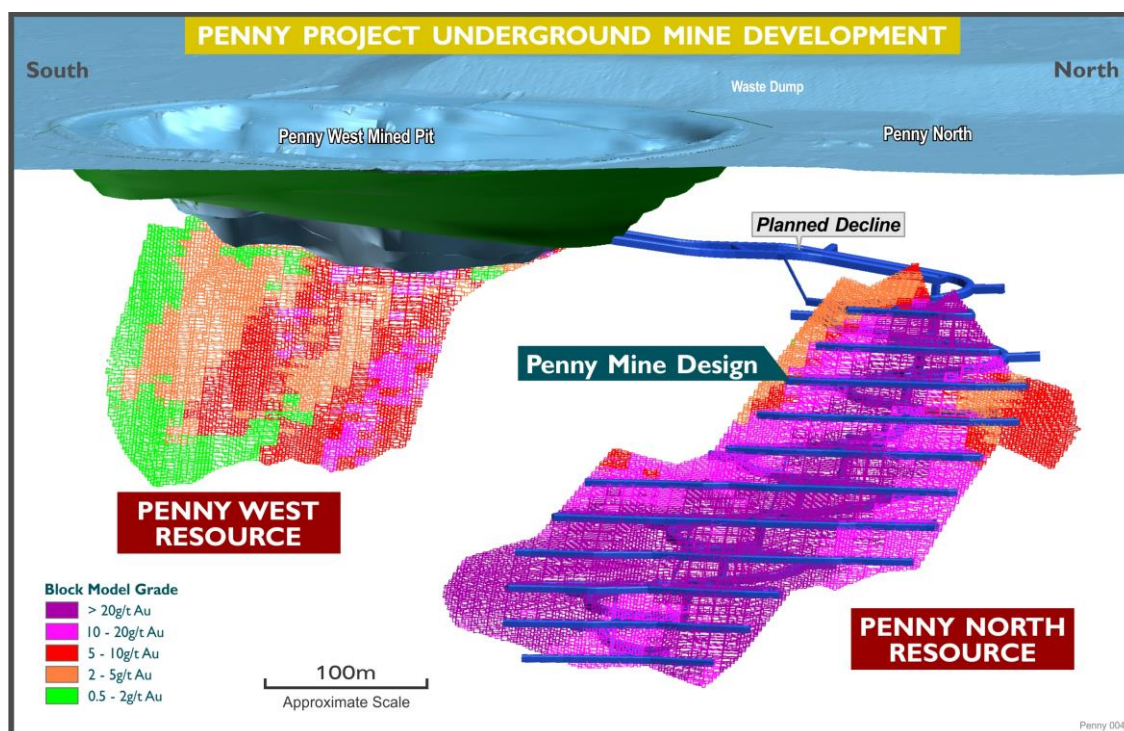 PENNY PROJECT UNDERGROUND MINE DEVELOPMENT
South
North
Waste Dump
Penny West Mined Pit
Penny North
Planned Decline
Penny Mine Design
PENNY WEST
RESOURCE
Block Model Grade
> 20g/t Au
10 - 20g/t Au
5 - 10g/t Au
2 - 5g/t Au
0.5 - 2g/t Au
100m
Approximate Scale
PENNY NORTH
RESOURCE
Penny 004